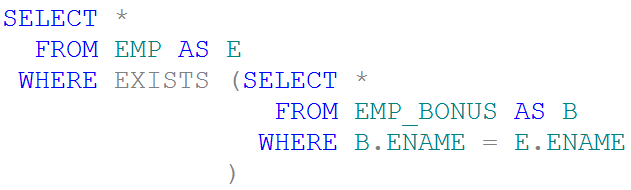 SELECT *
FROM EMP AS E
WHERE EXISTS (SELECT *
FROM EMP_BONUS AS B
WHERE B.ENAME = E.ENAME
)